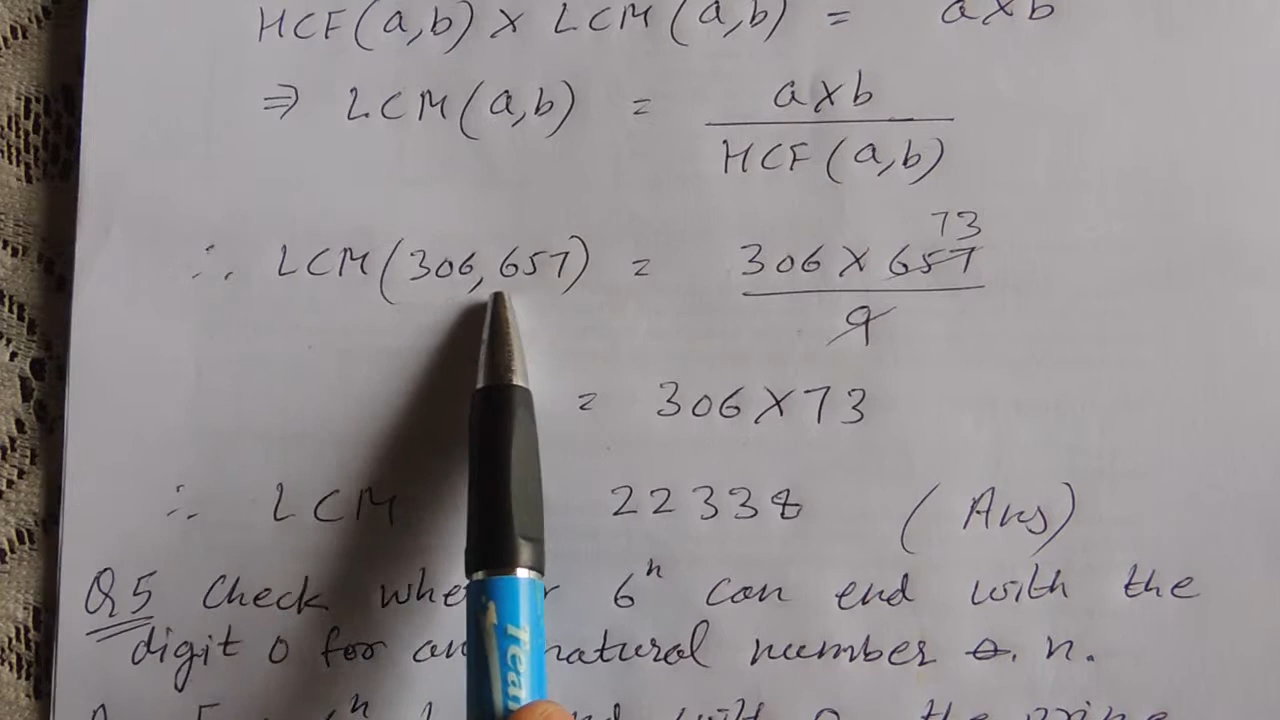 HCF(a,b) × LCM(a,b) = a×b
⇒ LCM(a,b) = a×b
HCF(a,b)
73
∴ LCM(306,657) = 306×657
9
= 306×73
∴ LCM 22338 (Ans)
Q5 Check 6ⁿ can end with the
digit 0 for natural number n.